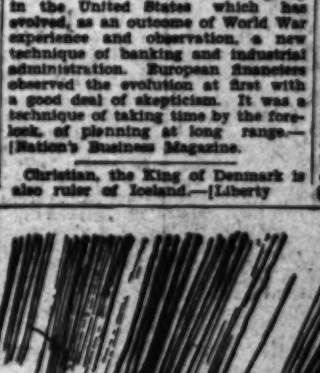 in the United States which has
evolved, as an outcome of World War
experience and observation, a new
technique of banking and industrial
administration. European financiers
observed the evolution at first with
a good deal of skepticism. It was a
technique of taking time by the fore-
lock, of planning at long range.—
[Nation's Business Magazine.
Christian, the King of Denmark is
also ruler of Iceland.—[Liberty